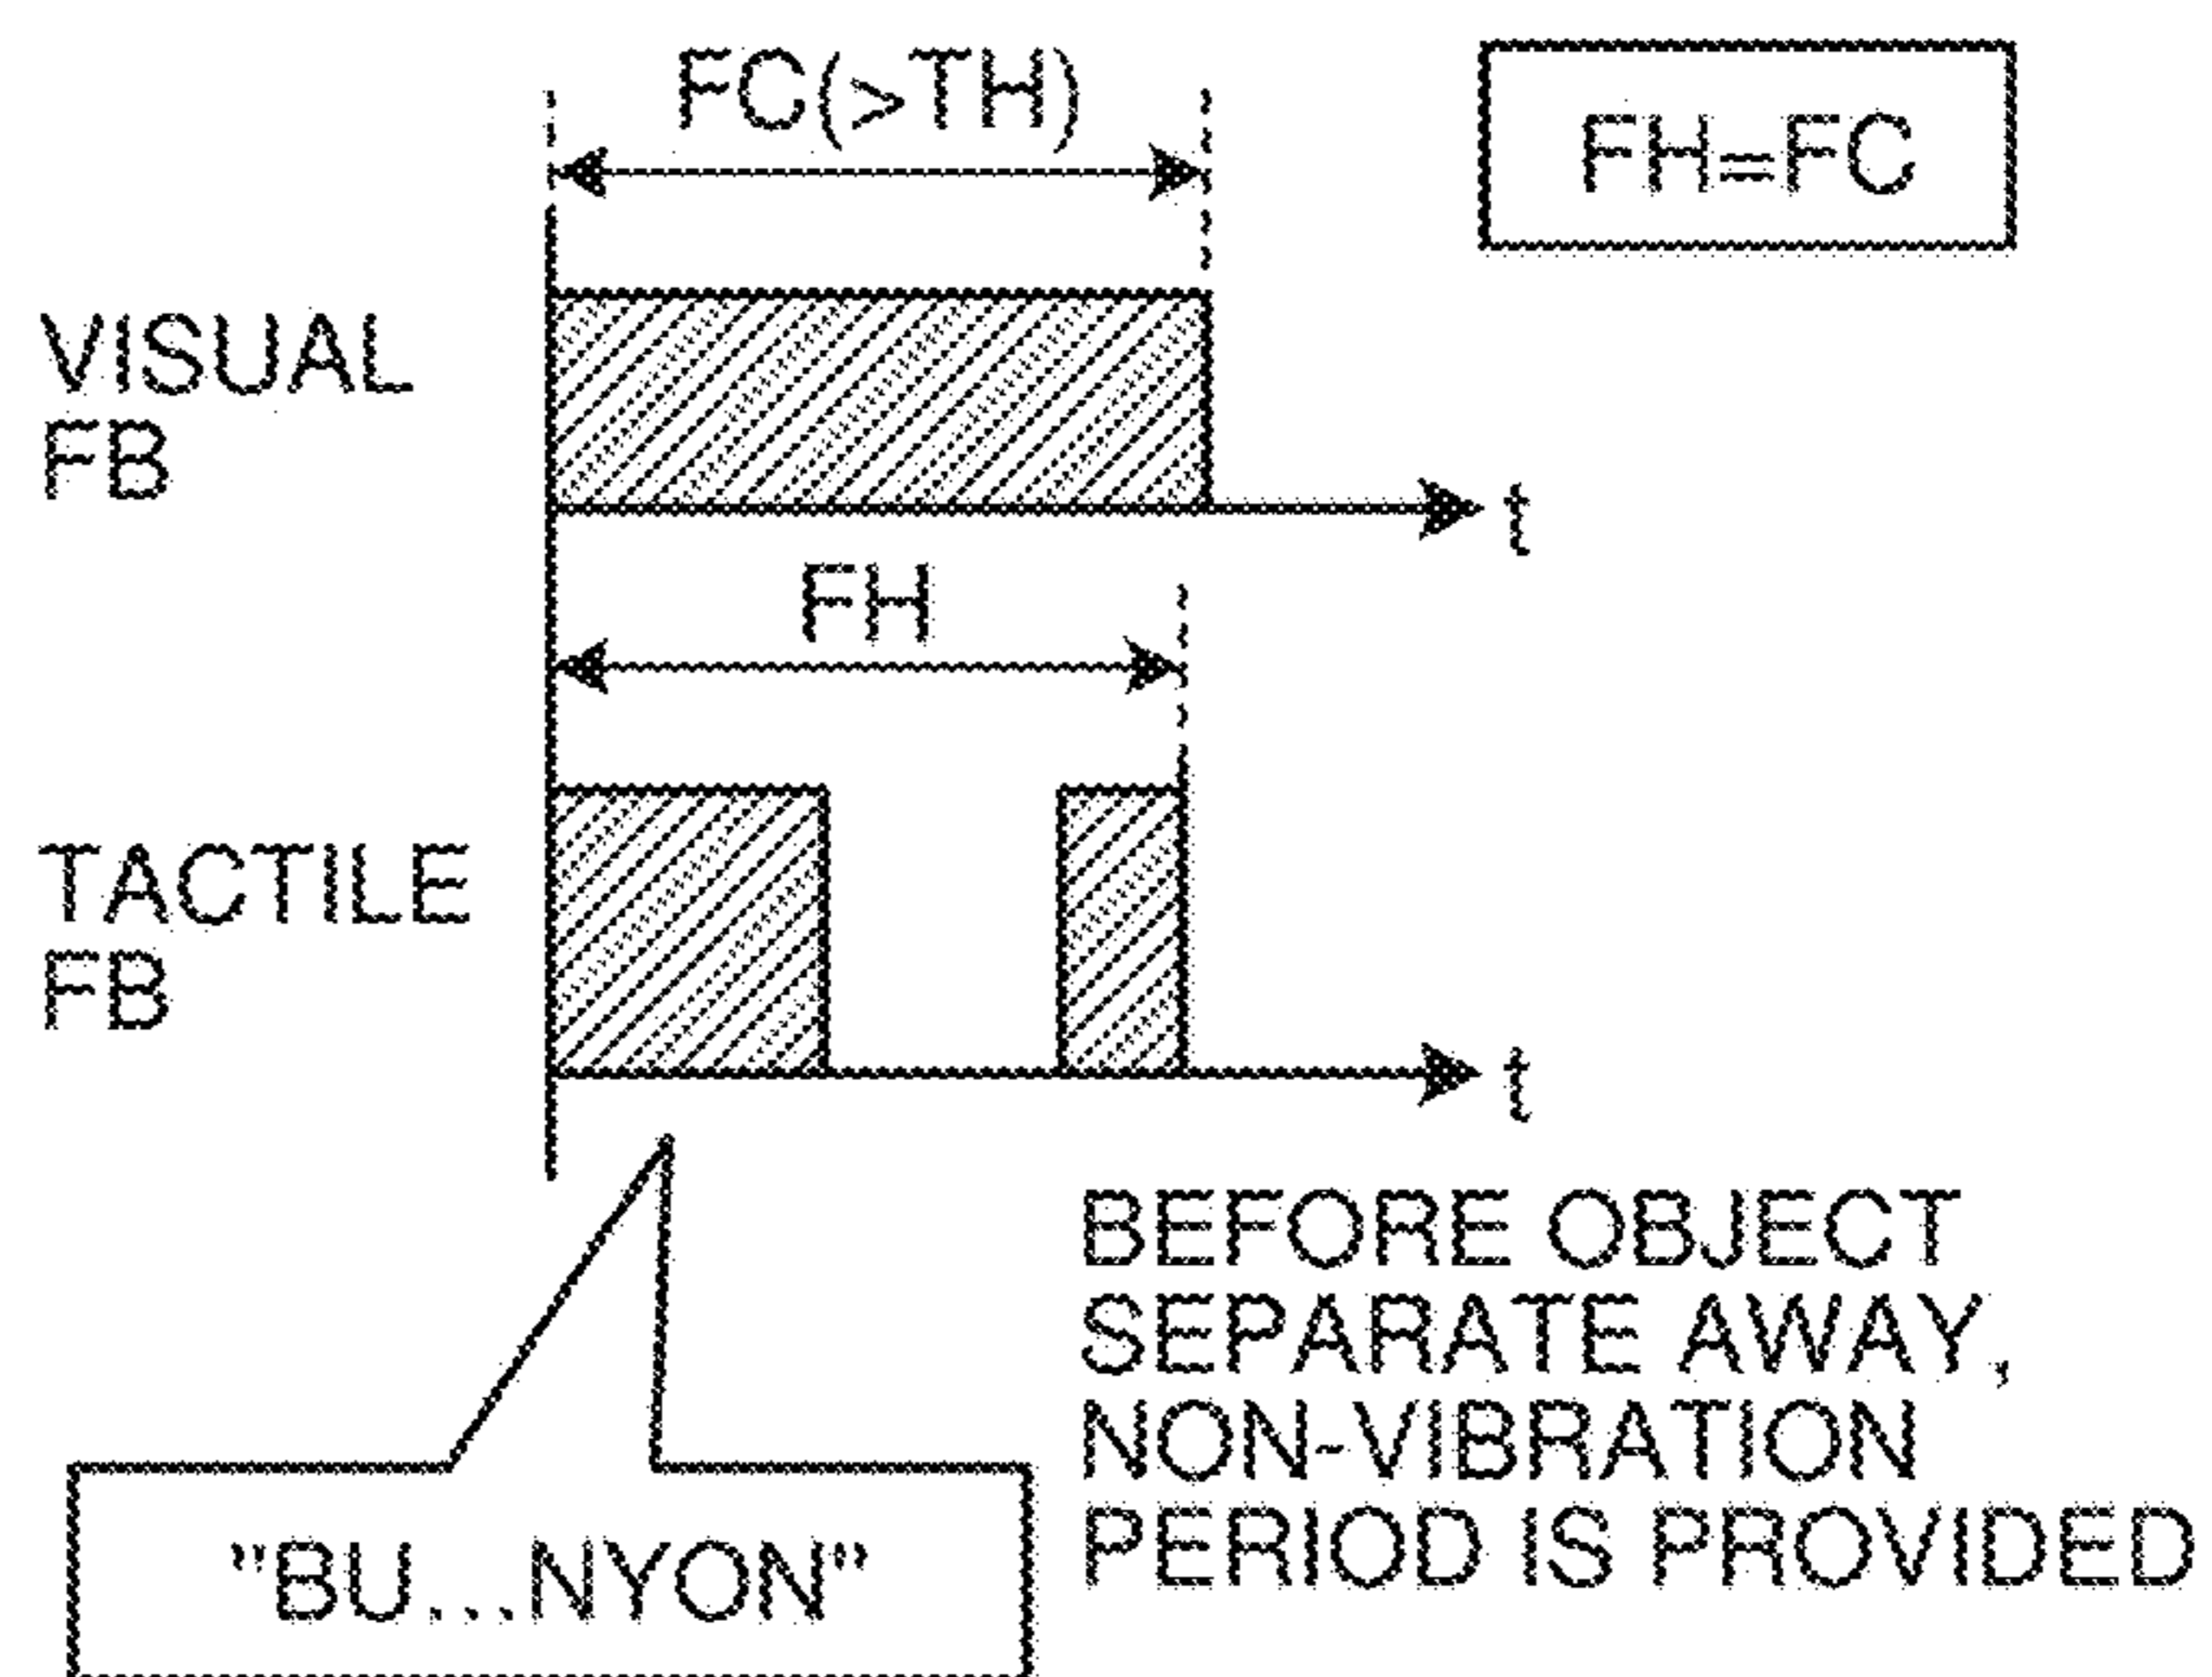 FC(>TH)
FH=FC
VISUAL
FB
t
FH
TACTILE
FB
t
BEFORE OBJECT
SEPARATE AWAY,
NON-VIBRATION
PERIOD IS PROVIDED
"BU...NYON"